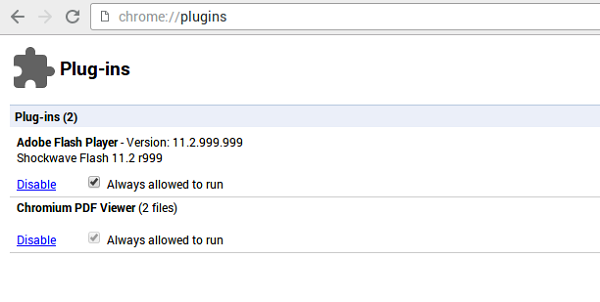 chrome://plugins
Plug-ins
Plug-ins (2)
Adobe Flash Player - Version: 11.2.999.999
Shockwave Flash 11.2 r999
Disable Always allowed to run
Chromium PDF Viewer (2 files)
Disable Always allowed to run